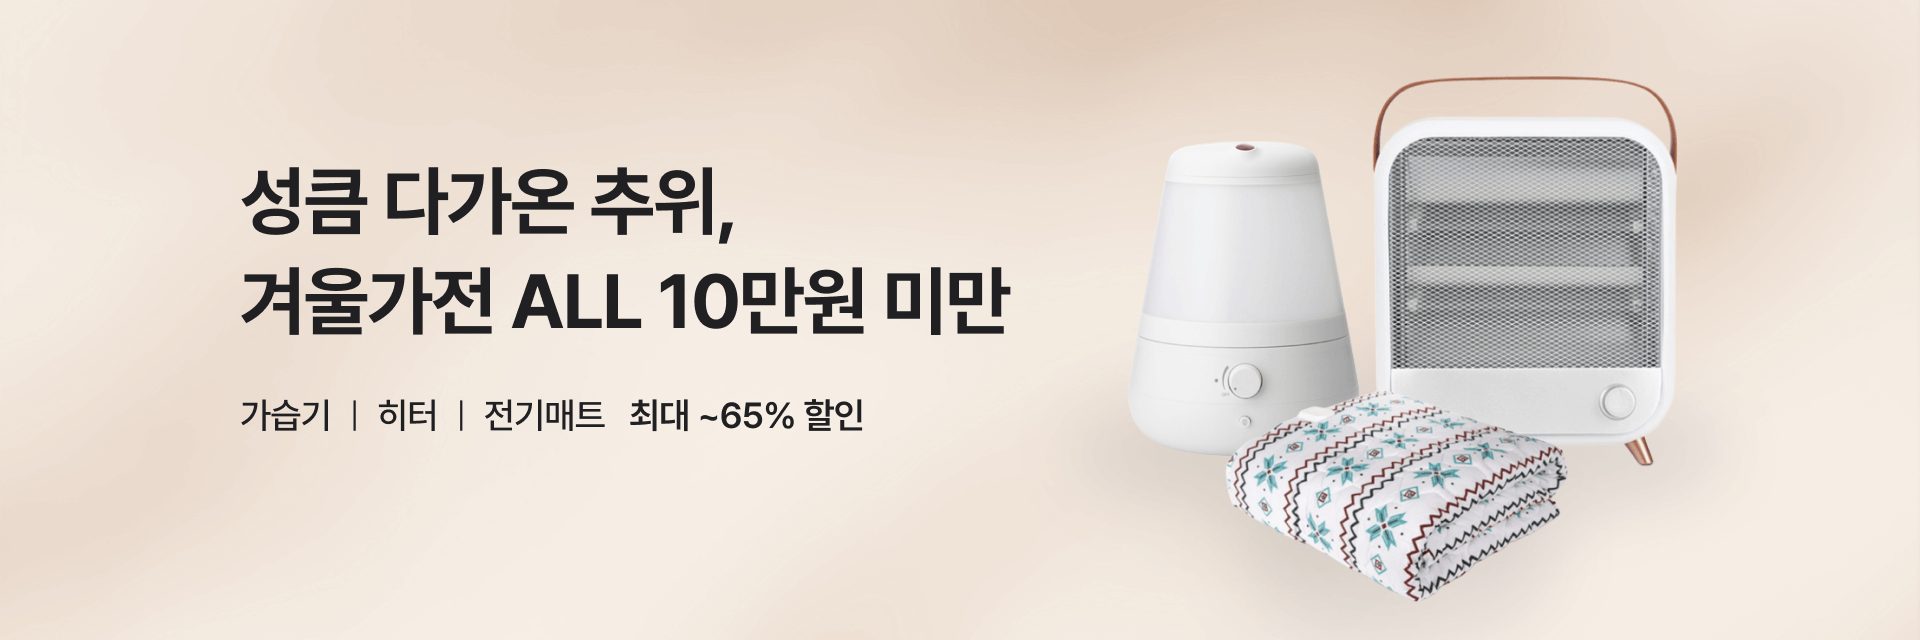 성큼 다가온 추위,
겨울가전 ALL 10만원 미만
가습기 | 히터 | 전기매트 최대 ~65% 할인